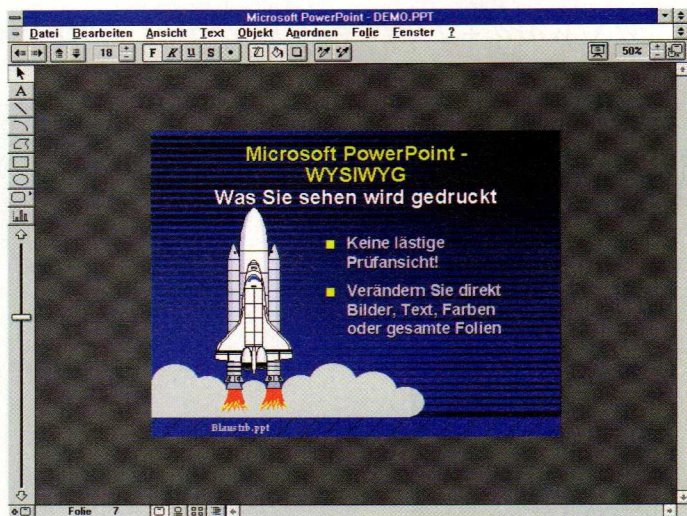 Microsoft PowerPoint - DEMO.PPT
Datei Bearbeiten Ansicht Text Objekt Anordnen Folie Fenster ?
18 + - F K U S 50% + -
A
Microsoft PowerPoint -
WYSIWYG
Was Sie sehen wird gedruckt
Keine lästige
Prüfansicht!
Verändern Sie direkt
Bilder, Text, Farben
oder gesamte Folien
Blaustrb.ppt
Folie 7